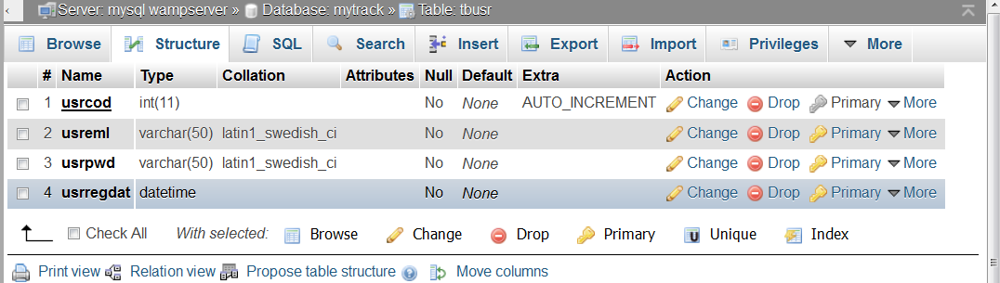 Server: mysql wampserver » Database: mytrack » Table: tbusr
Browse Structure SQL Search Insert Export Import Privileges More
# Name Type Collation Attributes Null Default Extra Action
1 usrcod int(11) No None AUTO_INCREMENT Change Drop Primary More
2 usreml varchar(50) latin1_swedish_ci No None Change Drop Primary More
3 usrpwd varchar(50) latin1_swedish_ci No None Change Drop Primary More
4 usrregdat datetime No None Change Drop Primary More
Check All With selected: Browse Change Drop Primary Unique Index
Print view Relation view Propose table structure Move columns